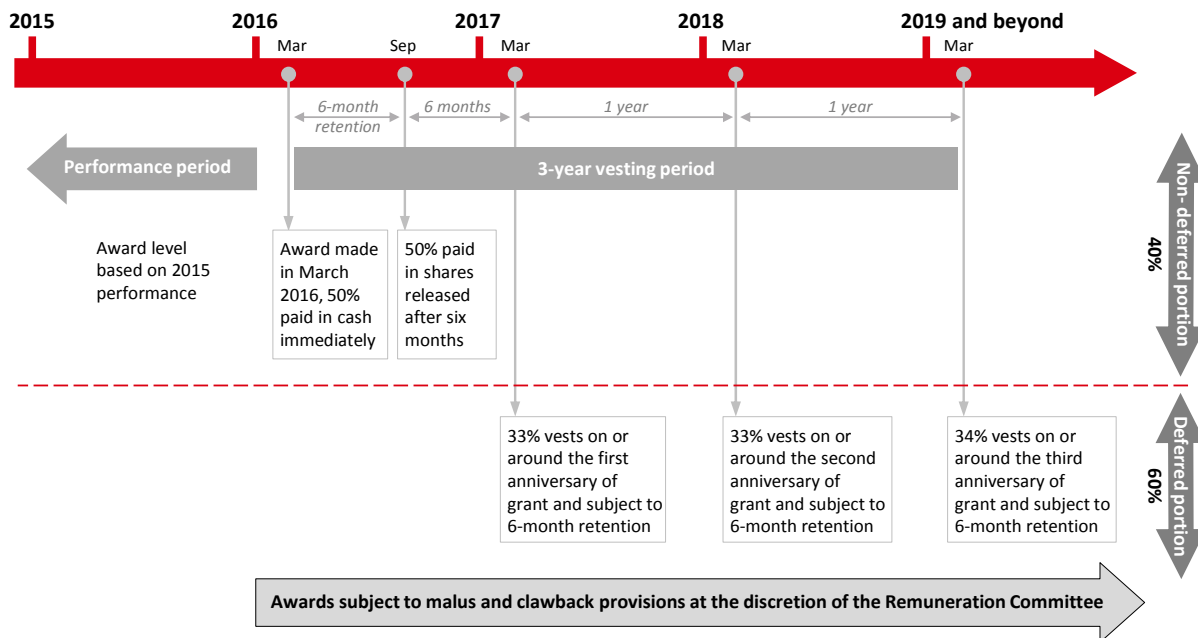 2015
2016
2017
2018
2019 and beyond
Mar
Sep
Mar
Mar
Mar
6-month
retention
6 months
1 year
1 year
Performance period
3-year vesting period
Non- deferred portion
40%
Award level
based on 2015
performance
Award made
in March
2016, 50%
paid in cash
immediately
50% paid
in shares
released
after six
months
33% vests on or
around the first
anniversary of
grant and subject to
6-month retention
33% vests on or
around the second
anniversary of
grant and subject to
6-month retention
34% vests on or
around the third
anniversary of
grant and subject to
6-month retention
Deferred portion
60%
Awards subject to malus and clawback provisions at the discretion of the Remuneration Committee